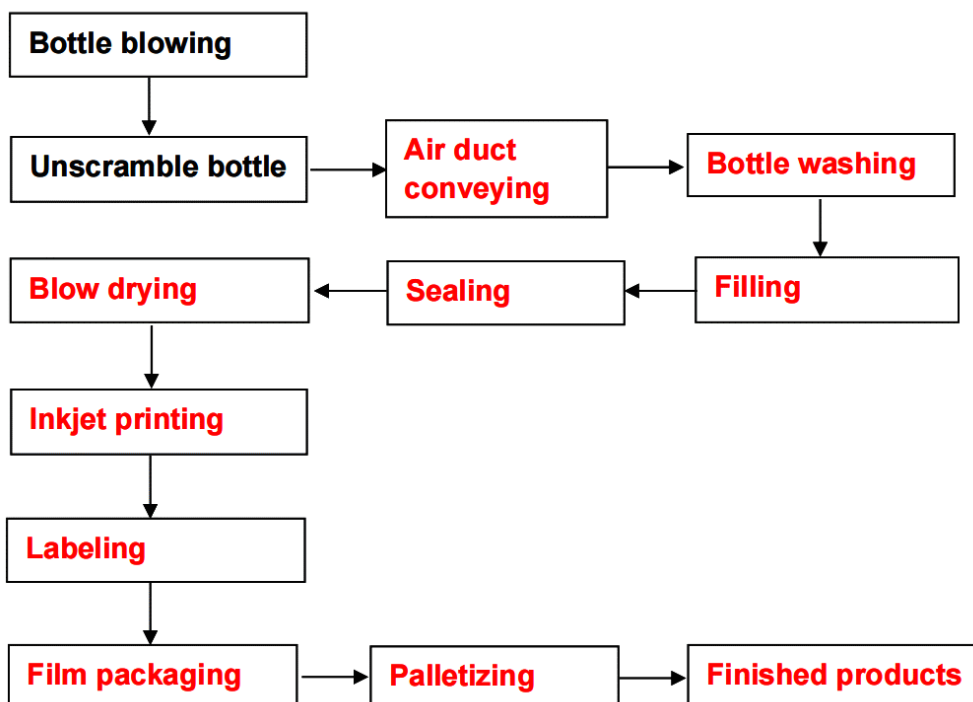 Bottle blowing
Unscramble bottle
Air duct
conveying
Bottle washing
Filling
Sealing
Blow drying
Inkjet printing
Labeling
Film packaging
Palletizing
Finished products